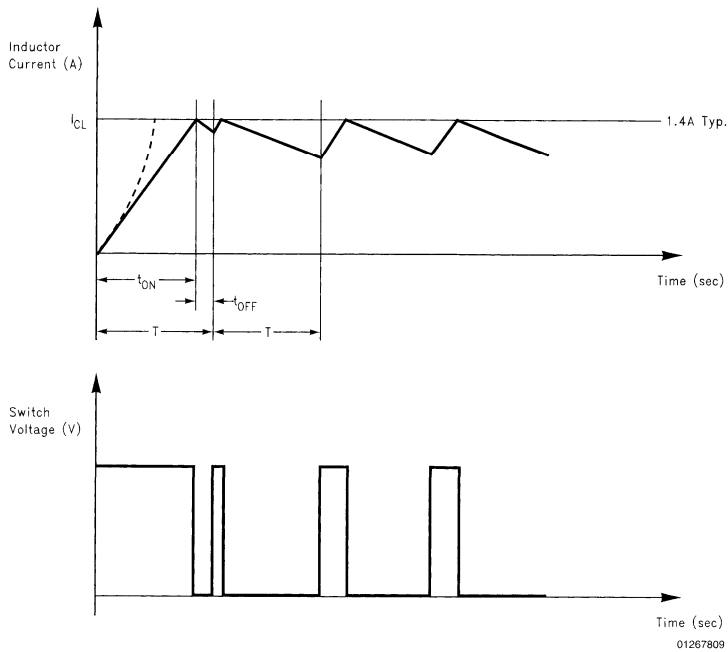 Inductor
Current (A)
I_CL
1.4A Typ.
Time (sec)
t_ON
t_OFF
T
T
Switch
Voltage (V)
Time (sec)
01267809